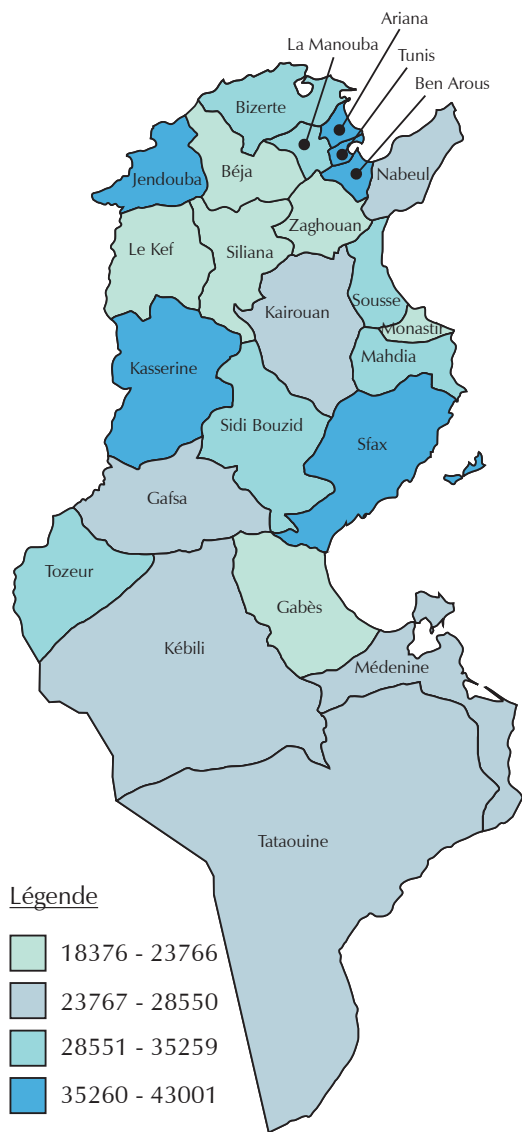 Ariana
La Manouba
Tunis
Ben Arous
Bizerte
Nabeul
Béja
Jendouba
Zaghouan
Le Kef
Siliana
Sousse
Kairouan
Monastir
Mahdia
Kasserine
Sidi Bouzid
Sfax
Gafsa
Tozeur
Gabès
Kébili
Médenine
Tataouine
Légende
18376 - 23766
23767 - 28550
28551 - 35259
35260 - 43001